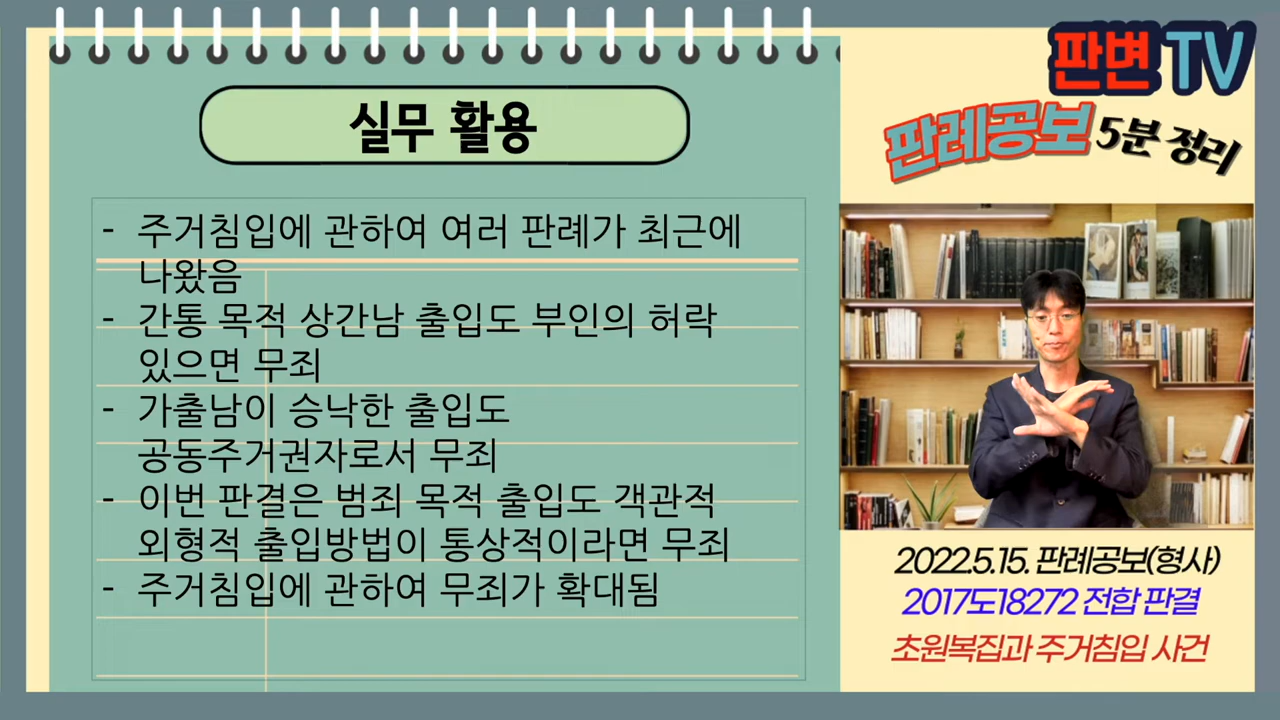 실무 활용
- 주거침입에 관하여 여러 판례가 최근에
나왔음
- 간통 목적 상간남 출입도 부인의 허락
있으면 무죄
- 가출남이 승낙한 출입도
공동주거권자로서 무죄
- 이번 판결은 범죄 목적 출입도 객관적
외형적 출입방법이 통상적이라면 무죄
- 주거침입에 관하여 무죄가 확대됨
판변 TV
판례공보 5분 정리
2022.5.15. 판례공보(형사)
2017도18272 전합 판결
초원복집과 주거침입 사건